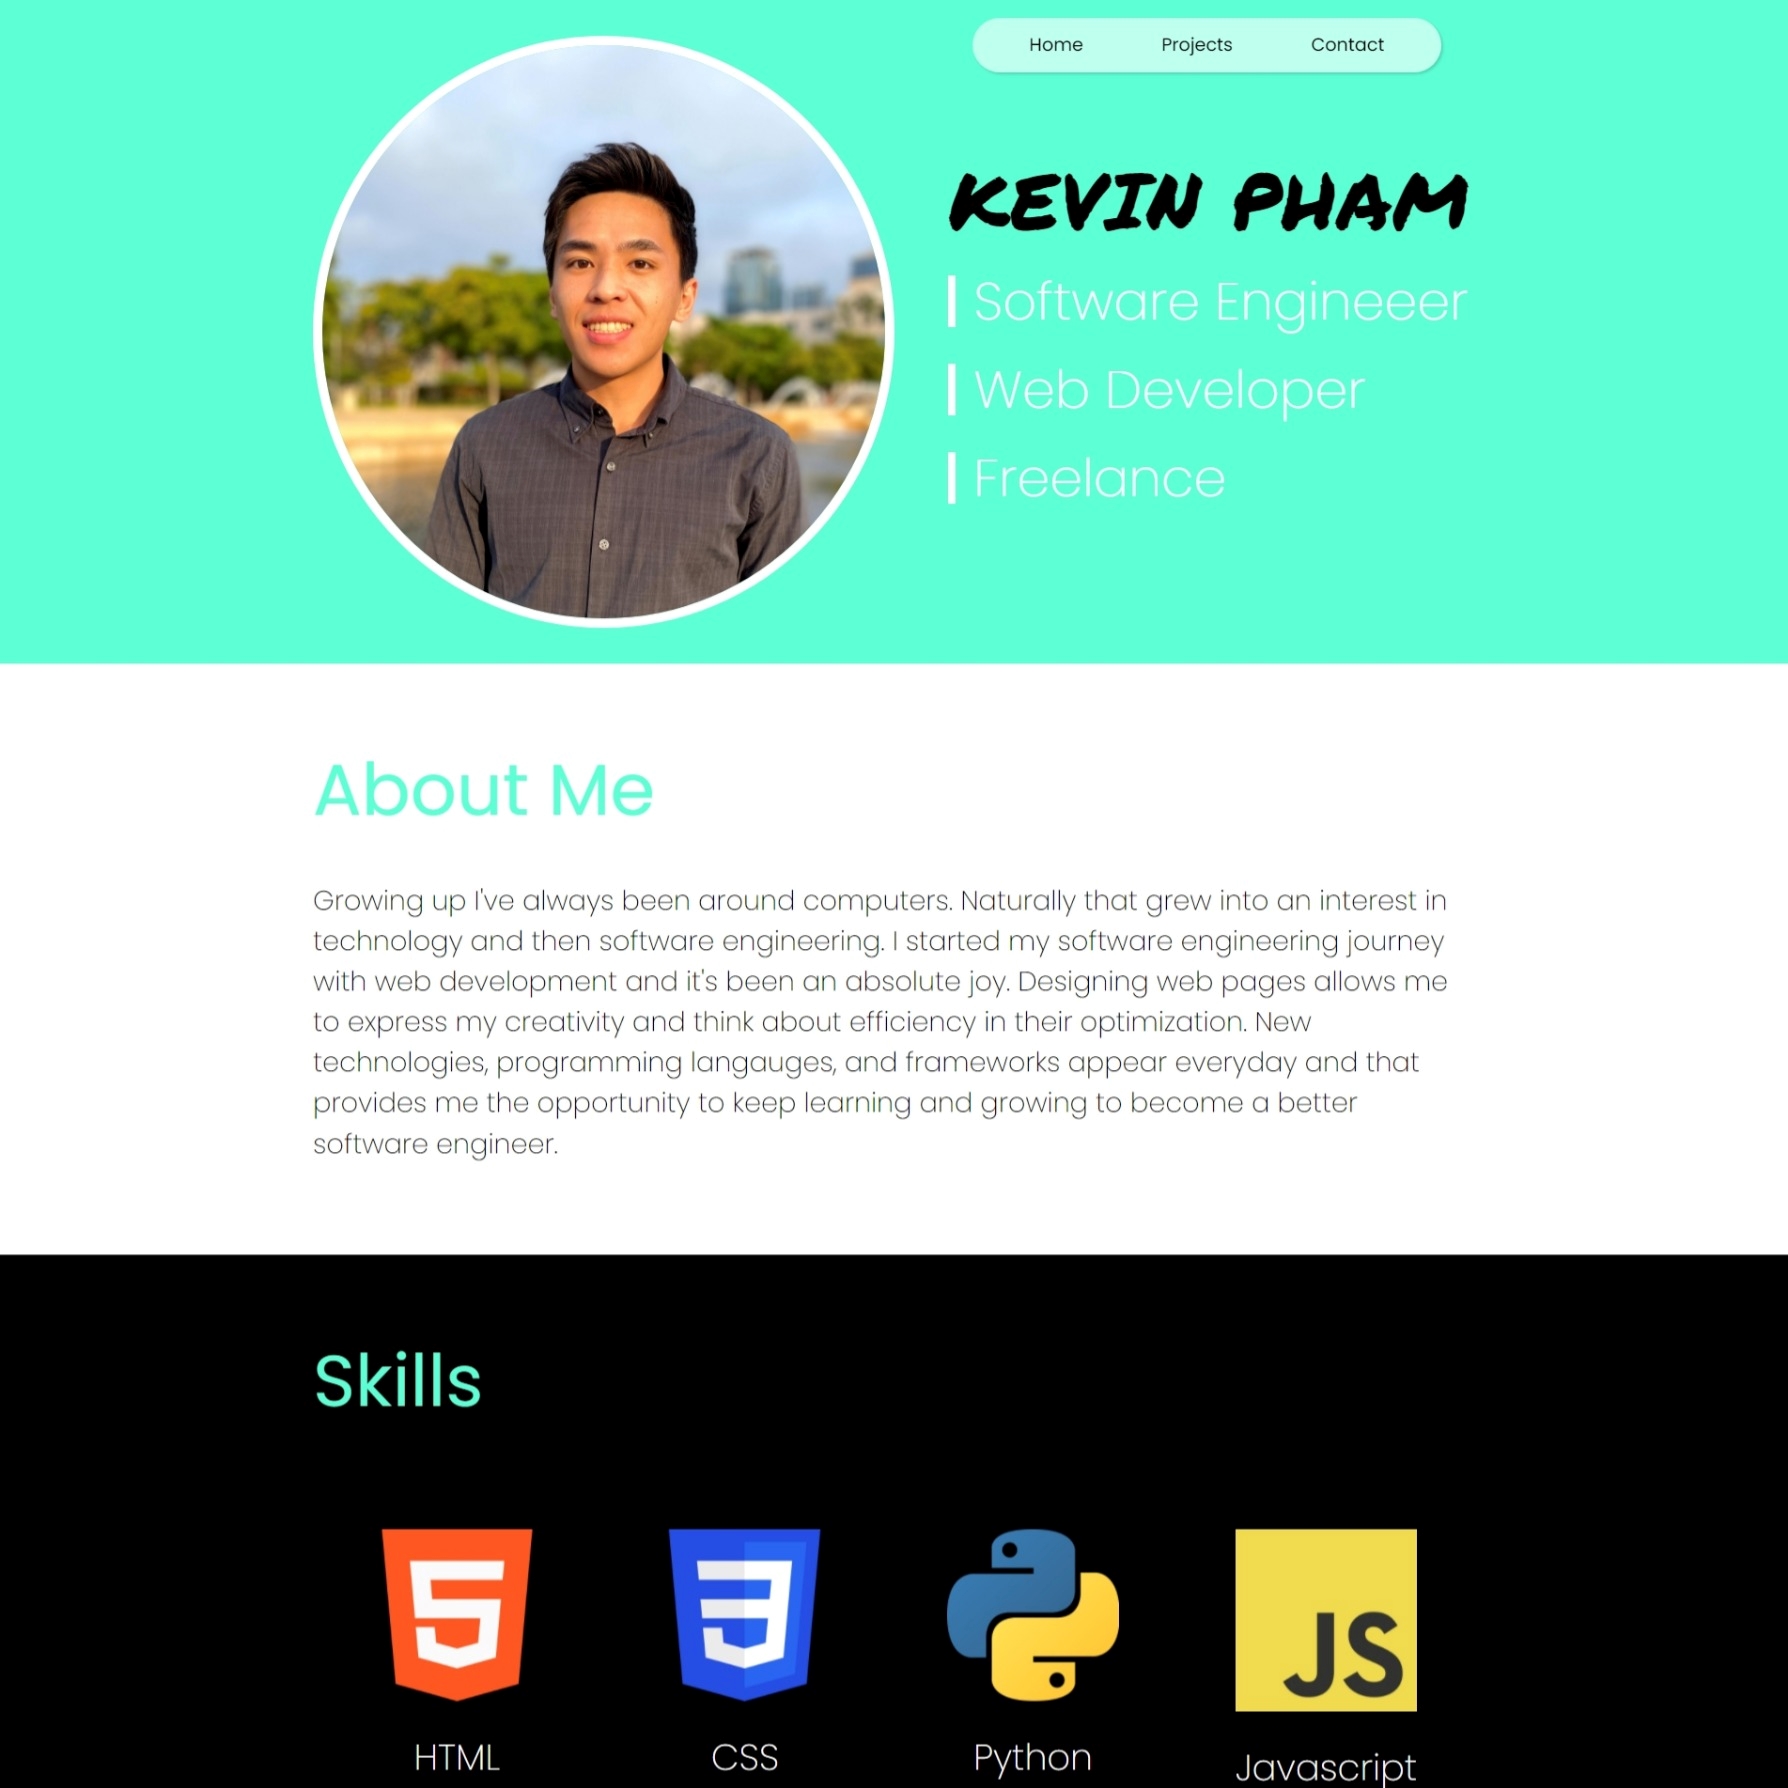 Home Projects Contact
KEVIN PHAM
Software Engineeer
Web Developer
Freelance
About Me
Growing up I've always been around computers. Naturally that grew into an interest in
technology and then software engineering. I started my software engineering journey
with web development and it's been an absolute joy. Designing web pages allows me
to express my creativity and think about efficiency in their optimization. New
technologies, programming langauges, and frameworks appear everyday and that
provides me the opportunity to keep learning and growing to become a better
software engineer.
Skills
5 3 JS
HTML CSS Python Javascript